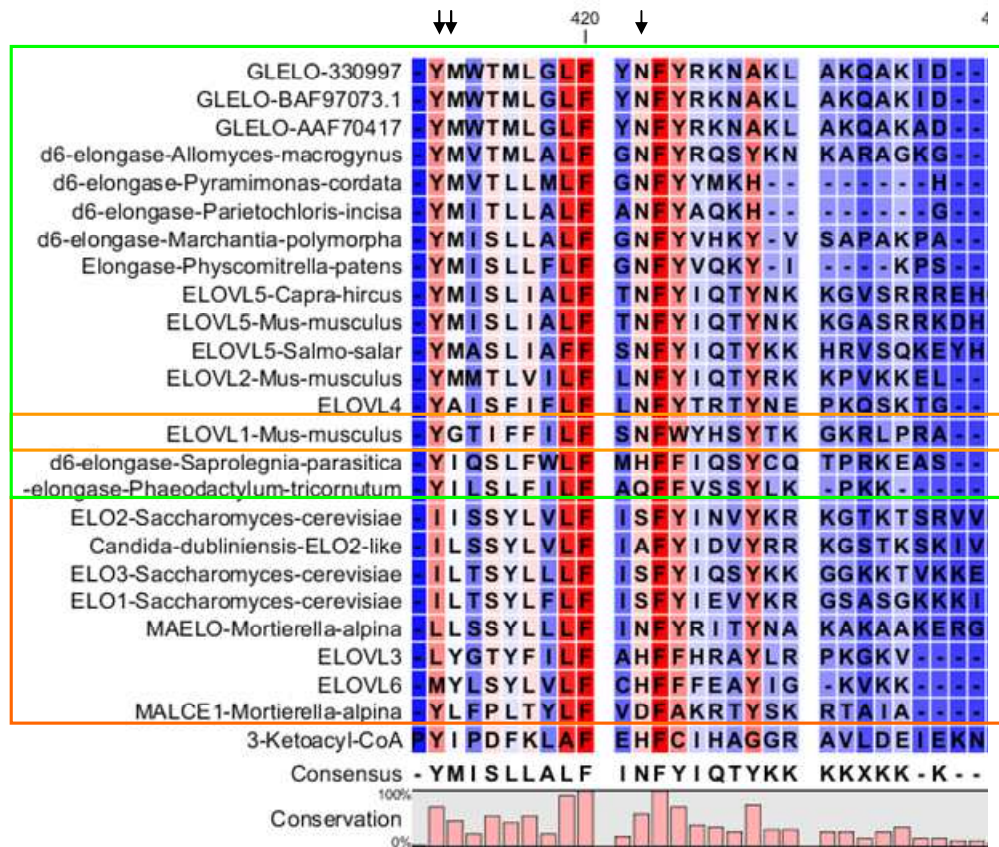 420 4
GLELO-330997 -YMWTMLGLF YNFYRKNAKL AKQAKID--
GLELO-BAF97073.1 -YMWTMLGLF YNFYRKNAKL AKQAKID--
GLELO-AAF70417 -YMWTMLGLF YNFYRKNAKL AKQAKAD--
d6-elongase-Allomyces-macrogynus -YMVTMLALF GNFYRQSYKN KARAGKG--
d6-elongase-Pyramimonas-cordata -YMVTLLMLF GNFYYMKH-- ------H--
d6-elongase-Parietochloris-incisa -YMITLLALF ANFYAQKH-- ------G--
d6-elongase-Marchantia-polymorpha -YMISLLALF GNFYVHKY-V SAPAKPA--
Elongase-Physcomitrella-patens -YMISLLFLF GNFYVQKY-I ----KPS--
ELOVL5-Capra-hircus -YMISLIALF TNFYIQTYNK KGVSRRREH
ELOVL5-Mus-musculus -YMISLIALF TNFYIQTYNK KGASRRKDH
ELOVL5-Salmo-salar -YMASLIAFF SNFYIQTYKK HRVSQKEYH
ELOVL2-Mus-musculus -YMMTLVILF LNFYIQTYRK KPVKKEL--
ELOVL4 -YAISFIFLF LNFYTRTYNE PKQSKTG--
ELOVL1-Mus-musculus -YGTIFFILF SNFWYHSYTK GKRLPRA--
d6-elongase-Saprolegnia-parasitica -YIQSLFWLF MHFFIQSYCQ TPRKEAS--
-elongase-Phaeodactylum-tricornutum -YILSLFILF AQFFVSSYLK -PKK-----
ELO2-Saccharomyces-cerevisiae -IISSYLVLF ISFYINVYKR KGTKTSRVV
Candida-dubliniensis-ELO2-like -ILSSYLVLF IAFYIDVYRR KGSTKSKIV
ELO3-Saccharomyces-cerevisiae -ILTSYLLLF ISFYIQSYKK GGKKTVKKE
ELO1-Saccharomyces-cerevisiae -ILTSYLFLF ISFYIEVYKR GSASGKKKI
MAELO-Mortierella-alpina -LLSSYLLLF INFYRITYNA KAKAAKERG
ELOVL3 -LYGTYFILF AHFFHRAYLR PKGKV----
ELOVL6 -MYLSYLVLF CHFFFEAYIG -KVKK----
MALCE1-Mortierella-alpina -YLFPLTYLF VDFAKRTYSK RTAIA----
3-Ketoacyl-CoA PYIPDFKLAF EHFCIHAGGR AVLDEIEKN
Consensus -YMISLLALF INFYIQTYKK KKXKK-K--
100%
Conservation
0%